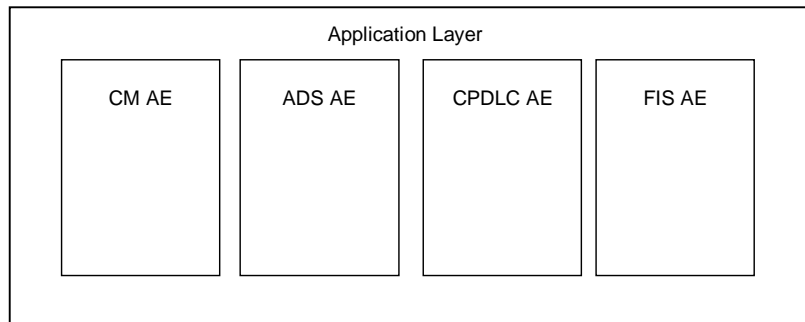 Application Layer
CM AE
ADS AE
CPDLC AE
FIS AE